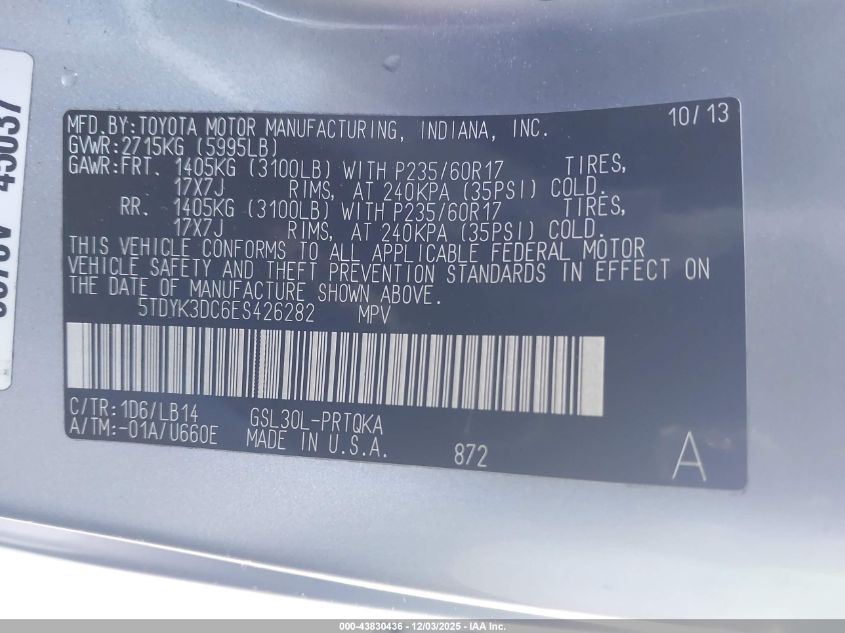 45037
MFD.BY:TOYOTA MOTOR MANUFACTURING, INDIANA, INC. 10/13
GVWR:2715KG (5995LB)
GAWR:FRT. 1405KG (3100LB) WITH P235/60R17 TIRES,
17X7J RIMS, AT 240KPA (35PSI) COLD.
RR. 1405KG (3100LB) WITH P235/60R17 TIRES,
17X7J RIMS, AT 240KPA (35PSI) COLD.
THIS VEHICLE CONFORMS TO ALL APPLICABLE FEDERAL MOTOR
VEHICLE SAFETY AND THEFT PREVENTION STANDARDS IN EFFECT ON
THE DATE OF MANUFACTURE SHOWN ABOVE.
5TDYK3DC6ES426282 MPV
C/TR:1D6/LB14 GSL30L-PRTQKA
A/TM:-01A/U660E MADE IN U.S.A. 872 A
000-43830436 - 12/03/2025 - IAA Inc.